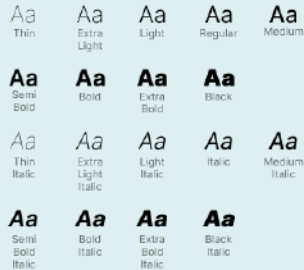 Aa Aa Aa Aa Aa
Thin Extra Light Regular Medium
Light
Aa Aa Aa Aa
Semi Bold Extra Black
Bold Bold
Aa Aa Aa Aa Aa
Thin Extra Light Italic Medium
Italic Light Italic Italic
Italic
Aa Aa Aa Aa
Semi Bold Extra Black
Bold Italic Bold Italic
Italic Italic